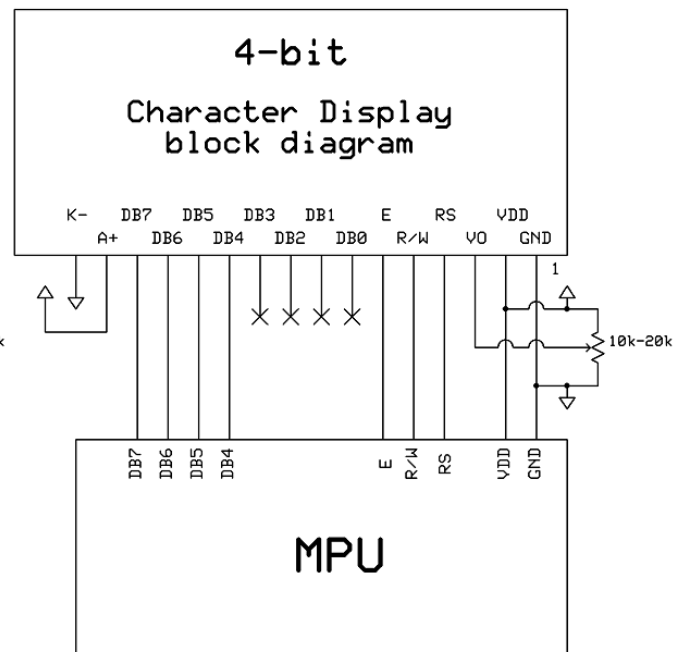 4-bit
Character Display
block diagram
K- DB7 DB5 DB3 DB1 E RS VDD
A+ DB6 DB4 DB2 DB0 R/W VO GND
1
k
10k-20k
DB7 DB6 DB5 DB4 E R/W RS VDD GND
MPU